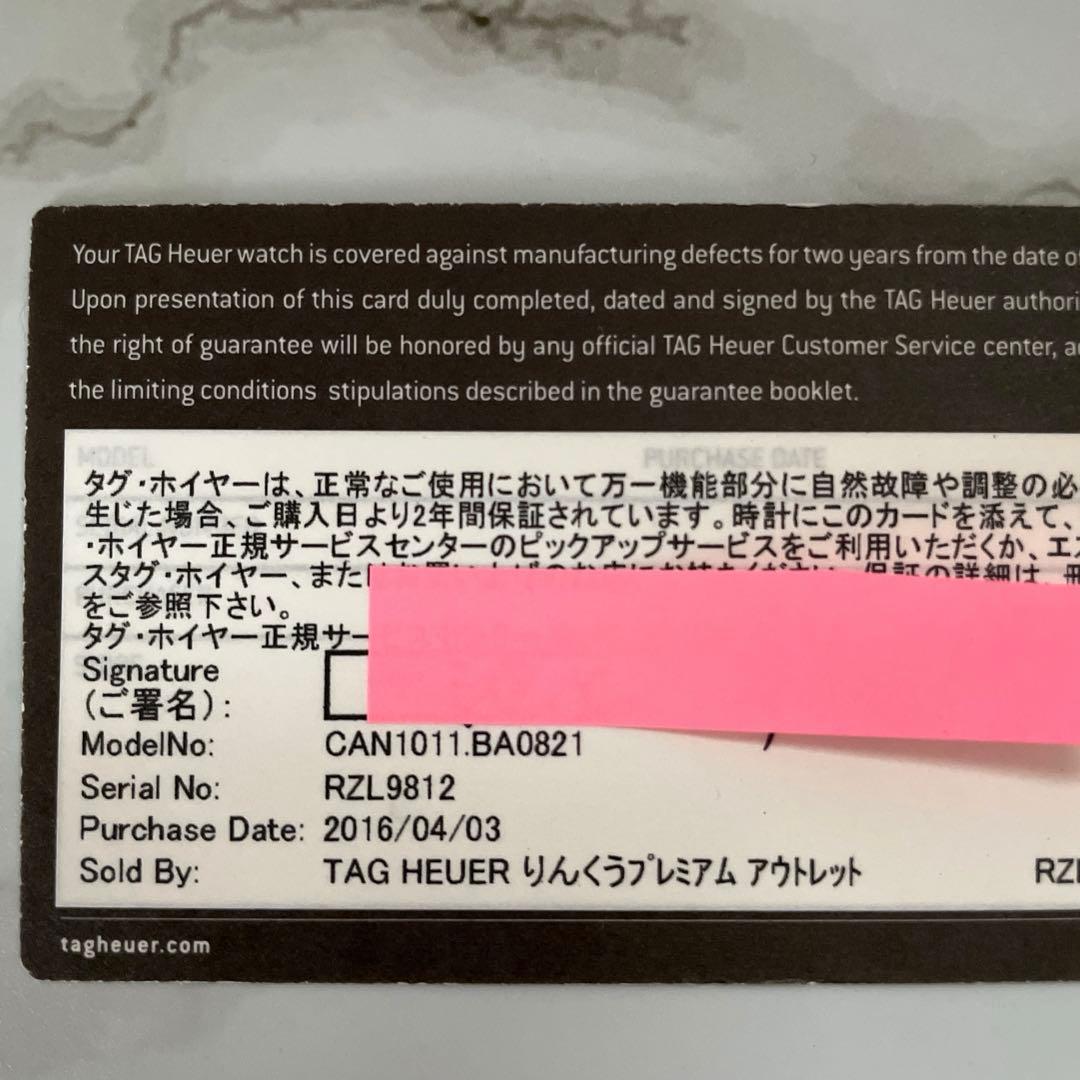 Your TAG Heuer watch is covered against manufacturing defects for two years from the date of
Upon presentation of this card duly completed, dated and signed by the TAG Heuer authori
the right of guarantee will be honored by any official TAG Heuer Customer Service center, a
the limiting conditions stipulations described in the guarantee booklet.
MODEL PURCHASE DATE
タグ・ホイヤーは、正常なご使用において万一機能部分に自然故障や調整の必
生じた場合、ご購入日より2年間保証されています。時計にこのカードを添えて、
・ホイヤー正規サービスセンターのピックアップサービスをご利用いただくか、エス
スタグ・ホイヤー、または
をご参照下さい。
タグ・ホイヤー正規サー
Signature
(ご署名):
ModelNo: CAN1011.BA0821
Serial No: RZL9812
Purchase Date: 2016/04/03
Sold By: TAG HEUER りんくうプレミアム アウトレット RZL
tagheuer.com